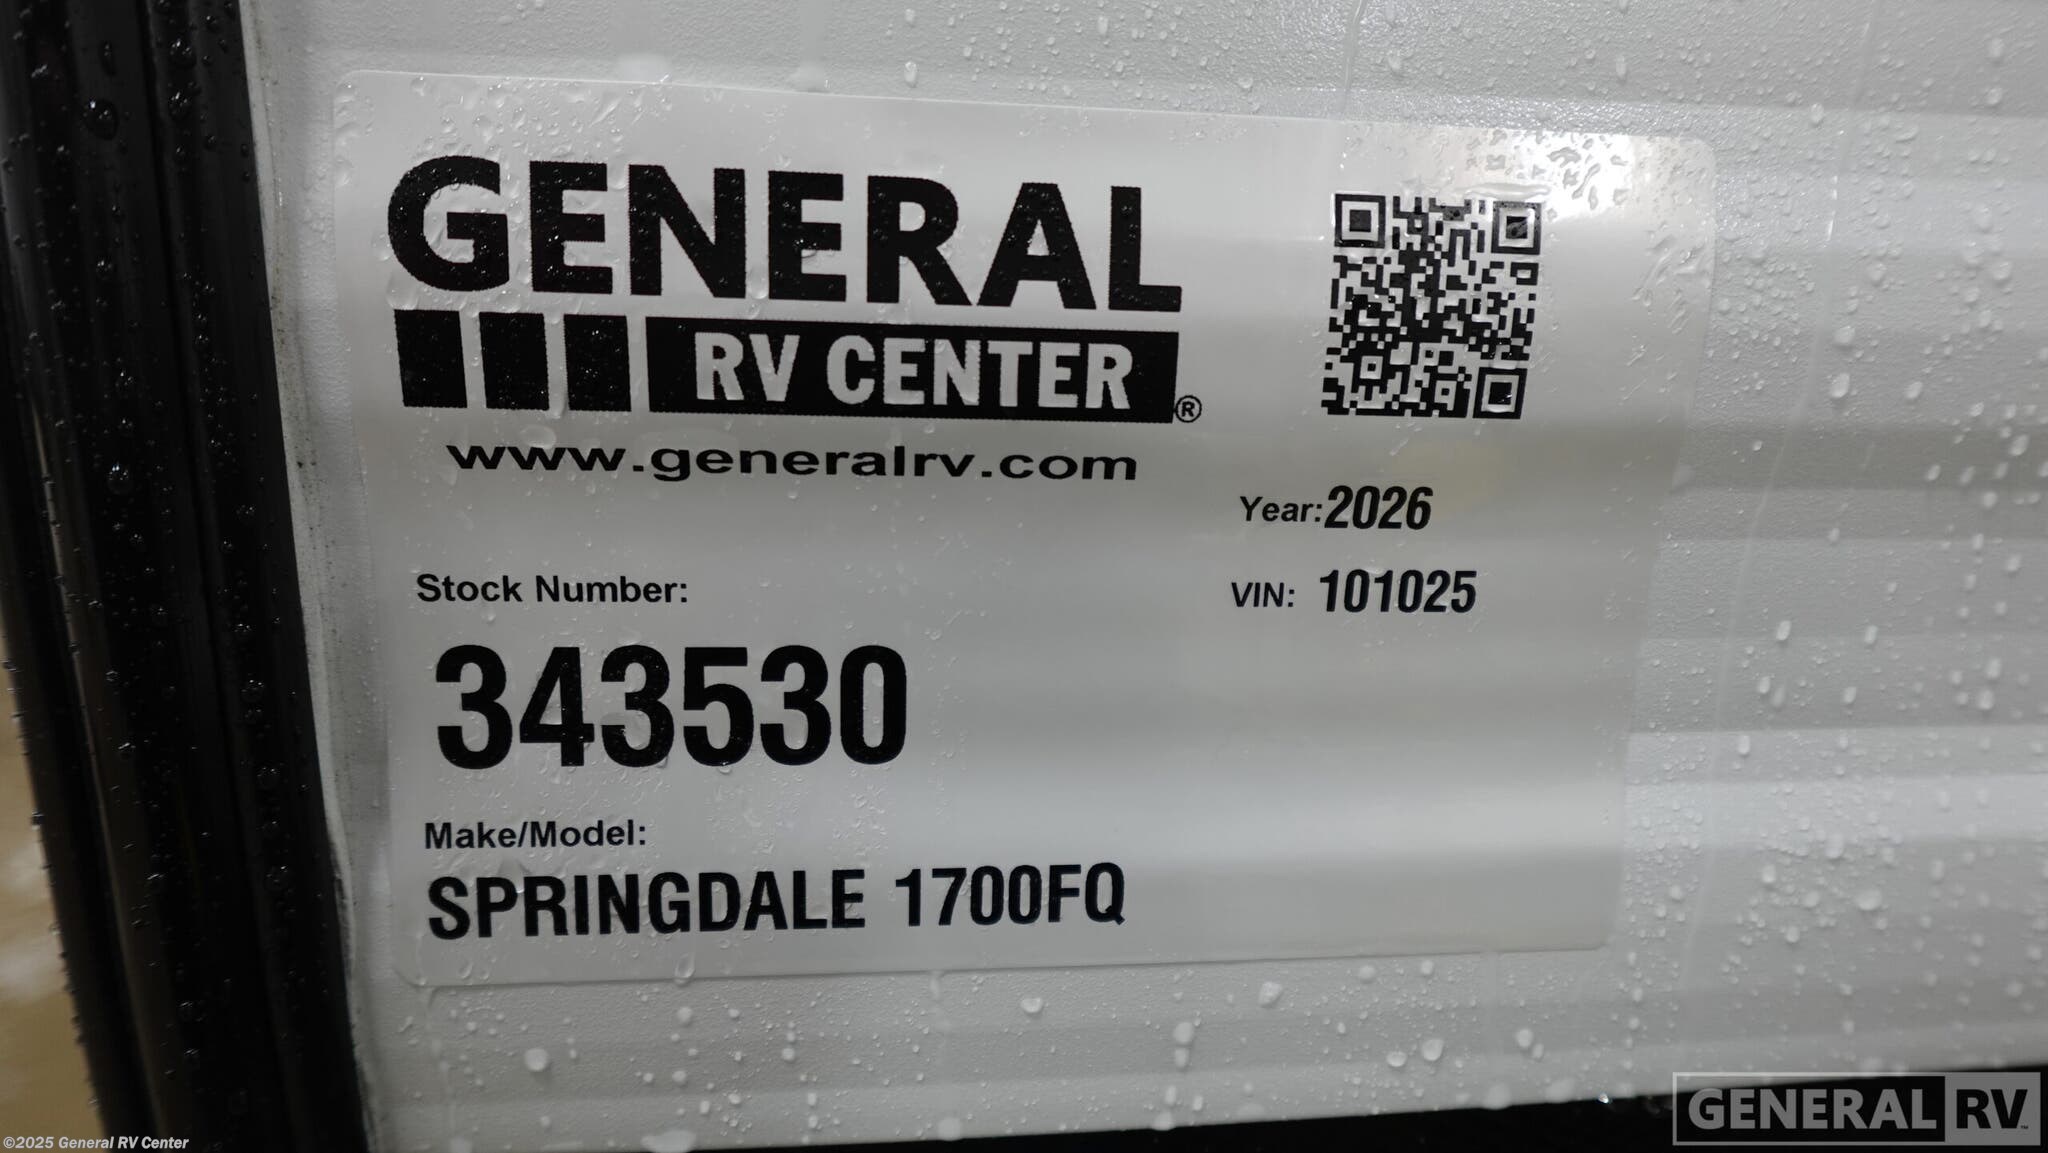 GENERAL
RV CENTER®
www.generalrv.com
Year: 2026
VIN: 101025
Stock Number:
343530
Make/Model:
SPRINGDALE 1700FQ
©2025 General RV Center
GENERAL RV™